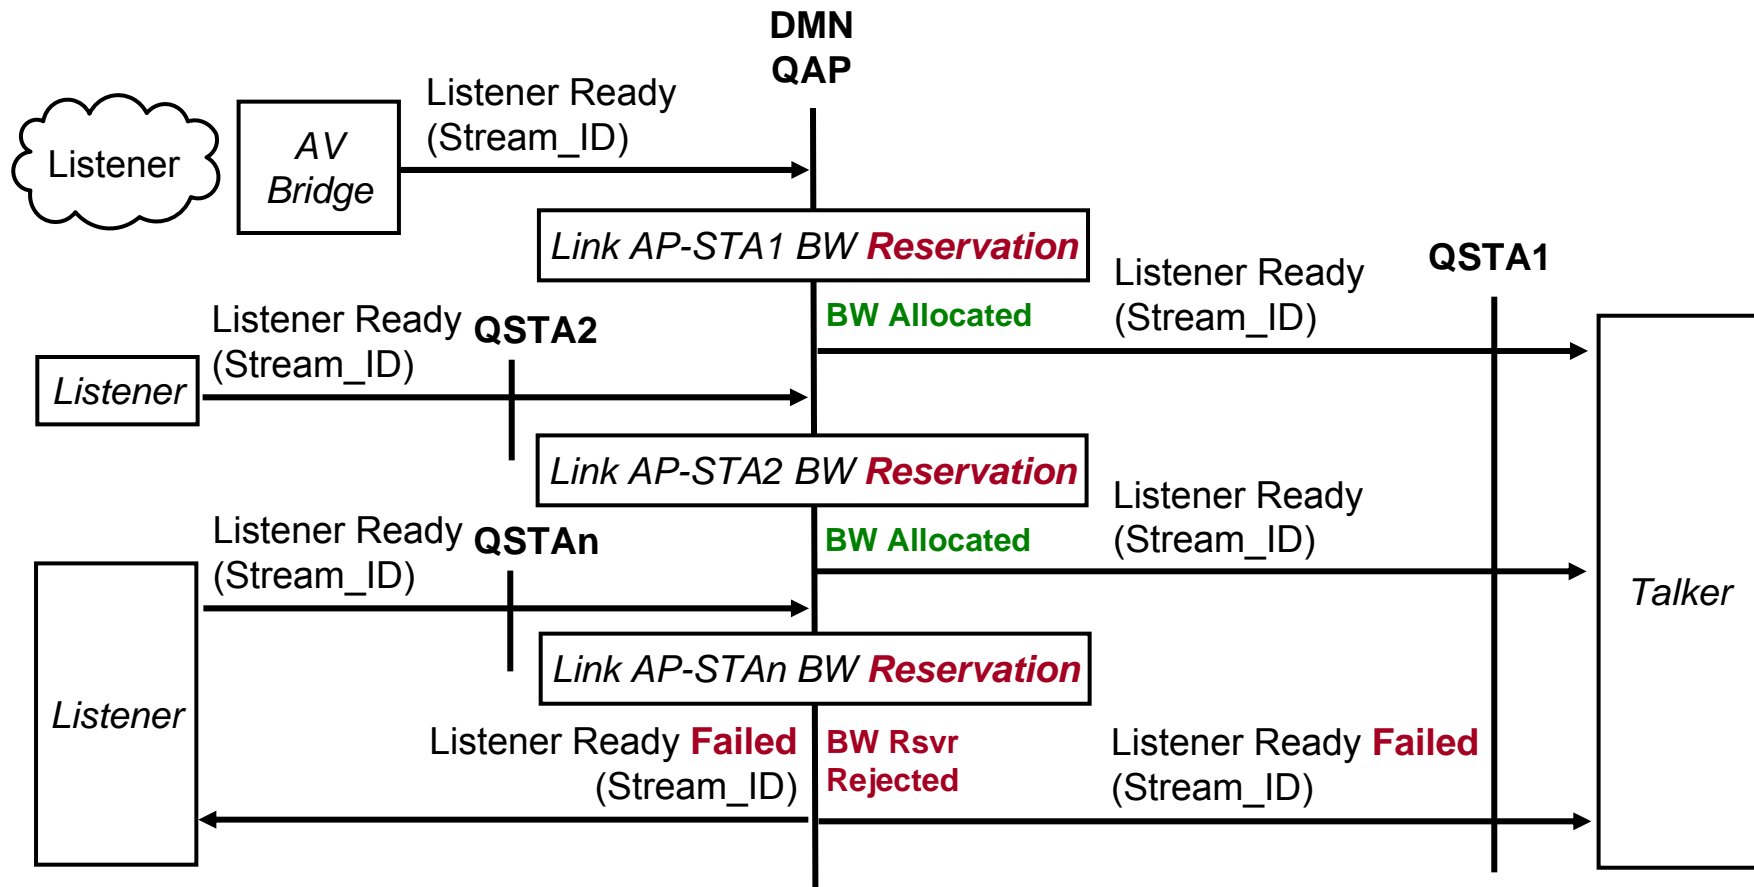 DMN
QAP
Listener Ready
(Stream_ID)
Listener
AV
Bridge
Link AP-STA1 BW Reservation
QSTA1
Listener Ready
(Stream_ID)
BW Allocated
Listener Ready
(Stream_ID)
QSTA2
Listener
Link AP-STA2 BW Reservation
Listener Ready
(Stream_ID)
BW Allocated
Listener Ready
(Stream_ID)
QSTAn
Talker
Link AP-STAn BW Reservation
Listener
Listener Ready Failed
(Stream_ID)
BW Rsvr
Rejected
Listener Ready Failed
(Stream_ID)